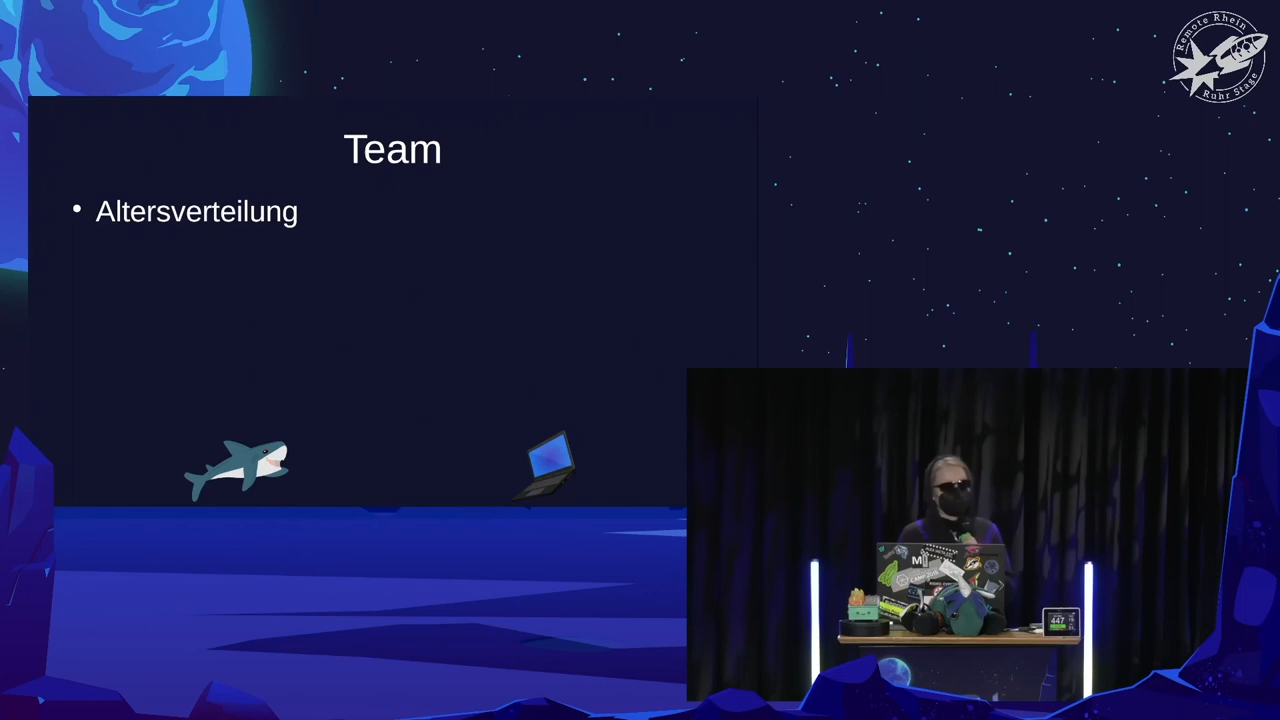 Remote Rhein
Ruhr Stage
Team
• Altersverteilung
447